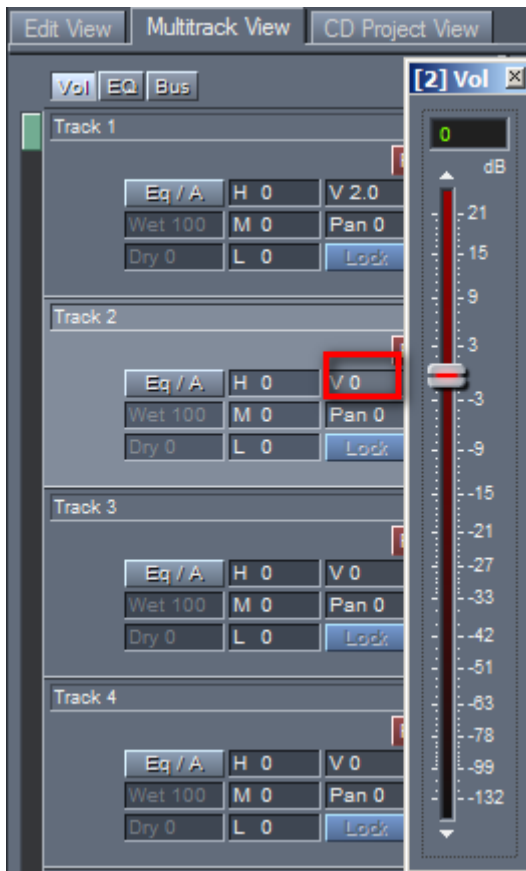 Edit View Multitrack View CD Project View
Vol EQ Bus
Track 1
Eq / A H 0 V 2.0
Wet 100 M 0 Pan 0
Dry 0 L 0 Lock
Track 2
Eq / A H 0 V 0
Wet 100 M 0 Pan 0
Dry 0 L 0 Lock
Track 3
Eq / A H 0 V 0
Wet 100 M 0 Pan 0
Dry 0 L 0 Lock
Track 4
Eq / A H 0 V 0
Wet 100 M 0 Pan 0
Dry 0 L 0 Lock
[2] Vol
0
dB
21
15
9
3
-3
-9
-15
-21
-27
-33
-42
-51
-63
-78
-99
-132